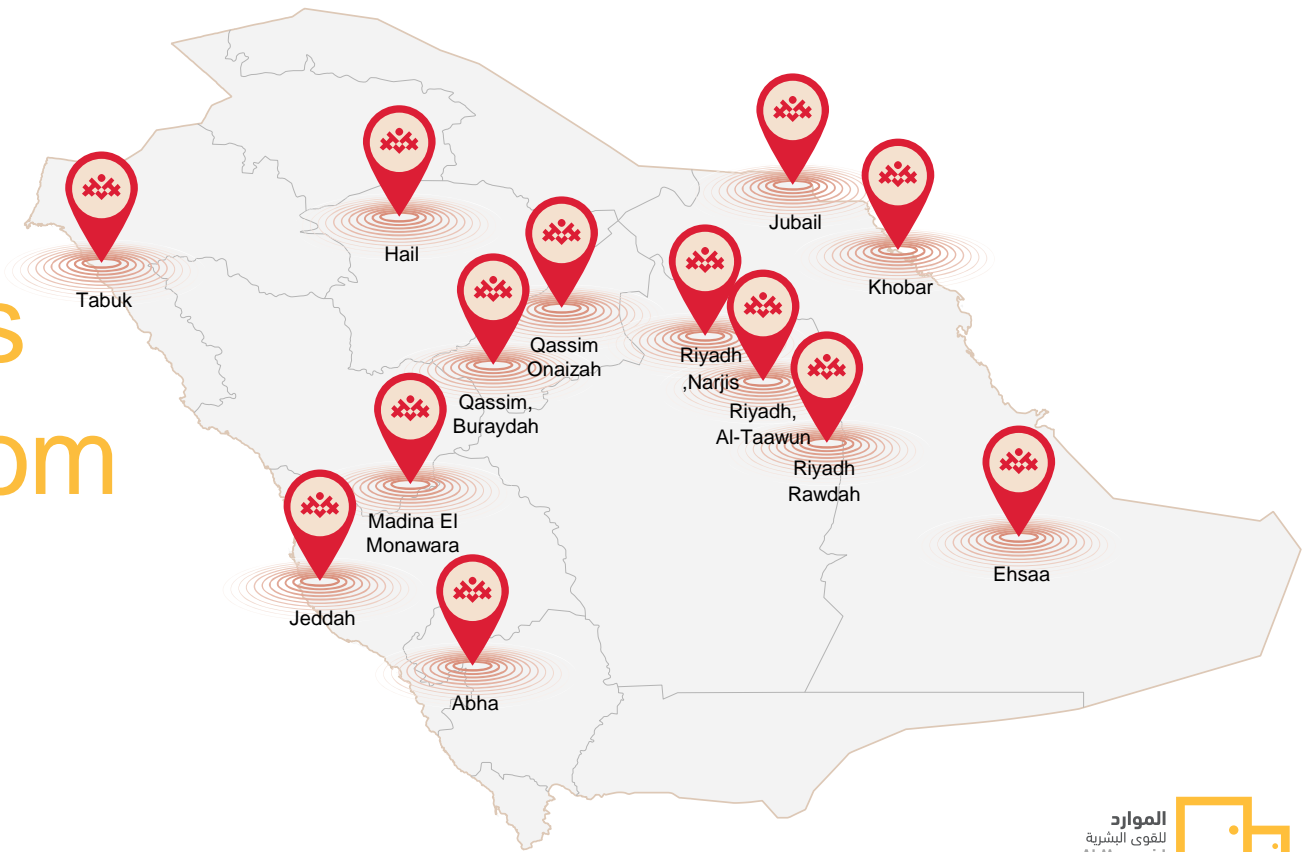 Jubail
Hail
Khobar
Tabuk
Qassim
Onaizah
Riyadh
,Narjis
Qassim,
Buraydah
Riyadh,
Al-Taawun
Riyadh
Rawdah
Madina El
Monawara
Ehsaa
Jeddah
Abha
الموارد
للقوى البشرية